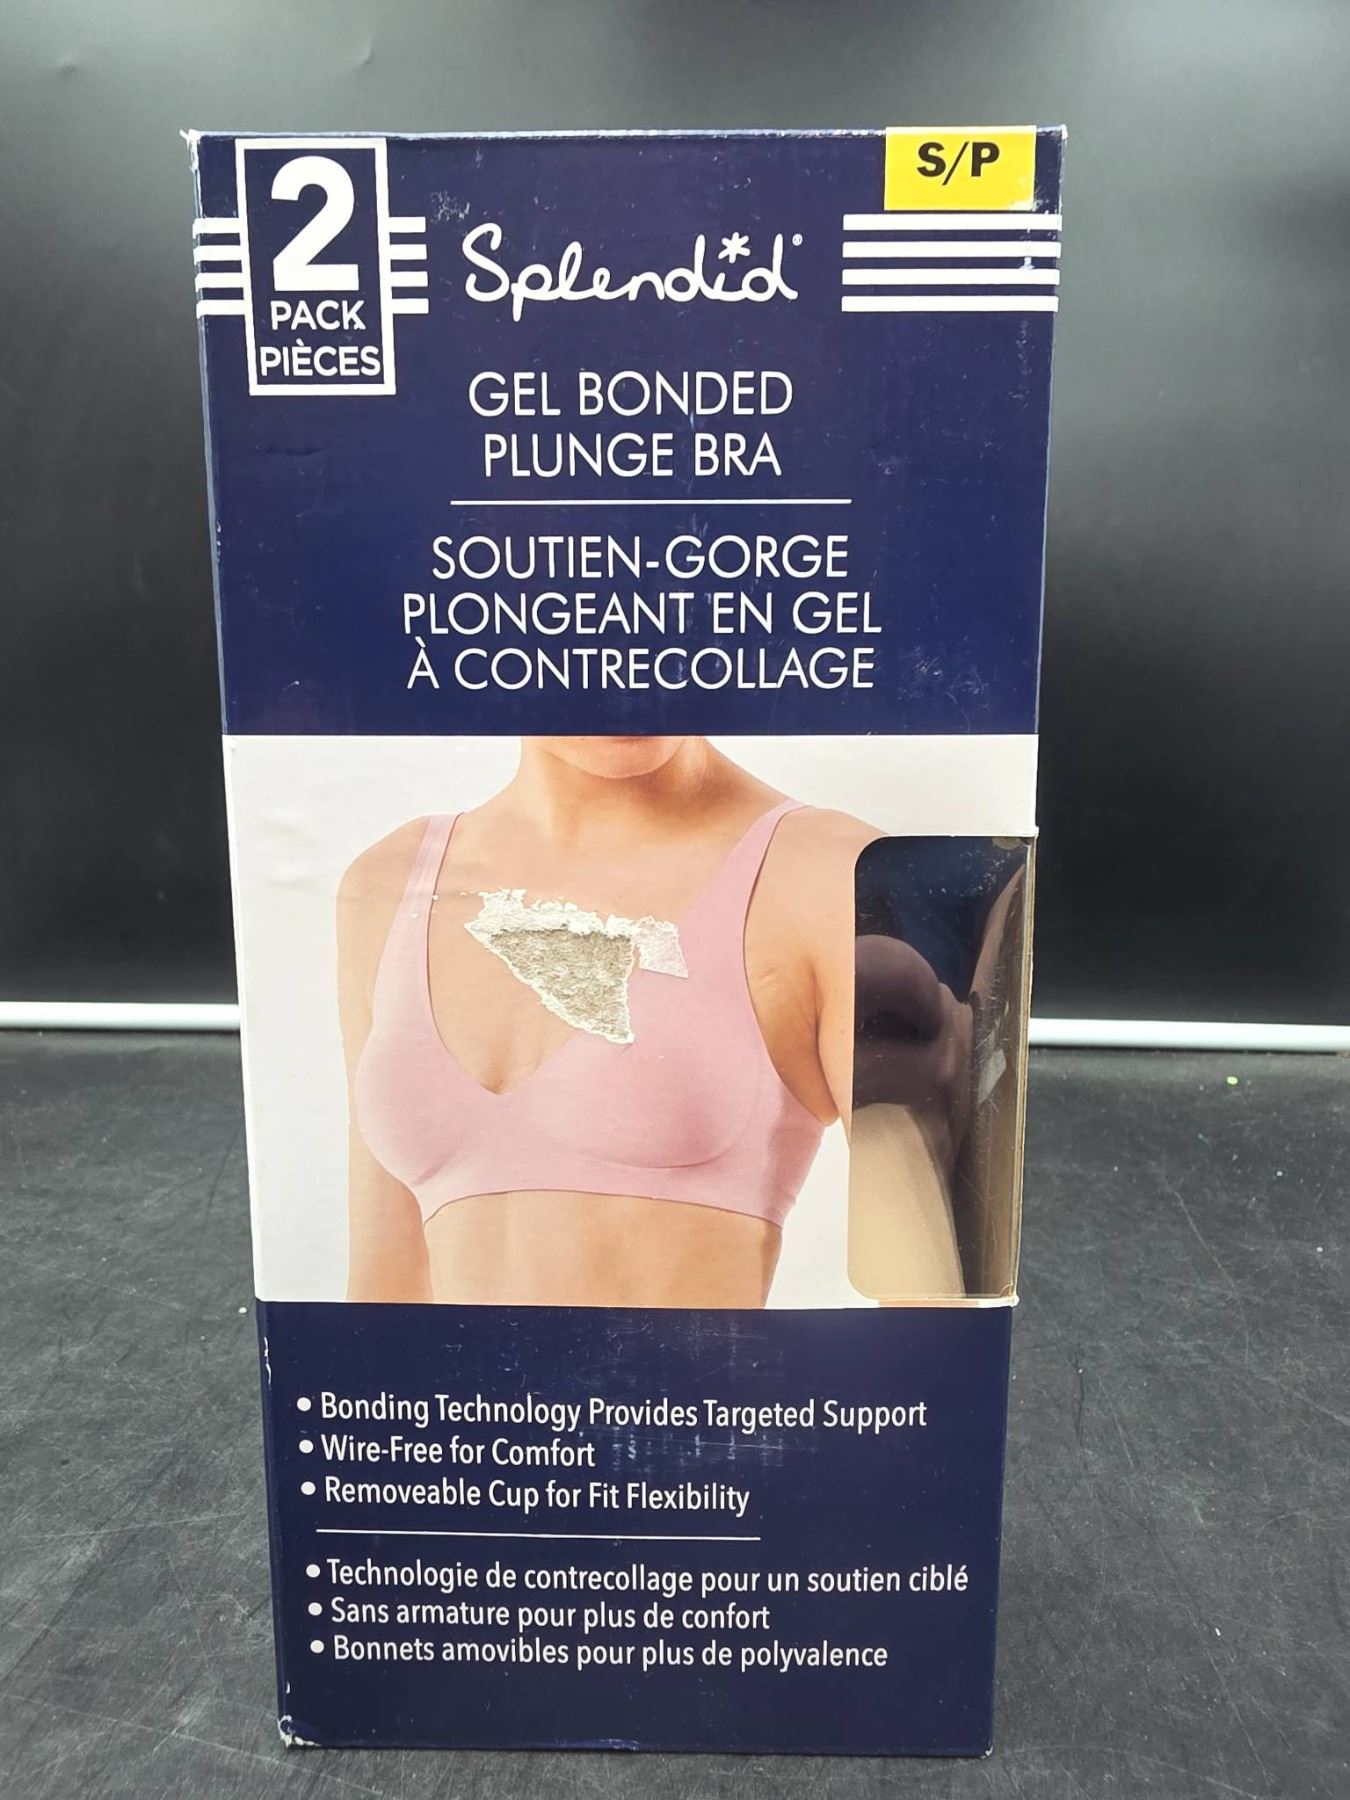 S/P
2
PACK
PIÈCES
Splendid®
GEL BONDED
PLUNGE BRA
SOUTIEN-GORGE
PLONGEANT EN GEL
À CONTRECOLLAGE
• Bonding Technology Provides Targeted Support
• Wire-Free for Comfort
• Removeable Cup for Fit Flexibility
• Technologie de contrecollage pour un soutien ciblé
• Sans armature pour plus de confort
• Bonnets amovibles pour plus de polyvalence